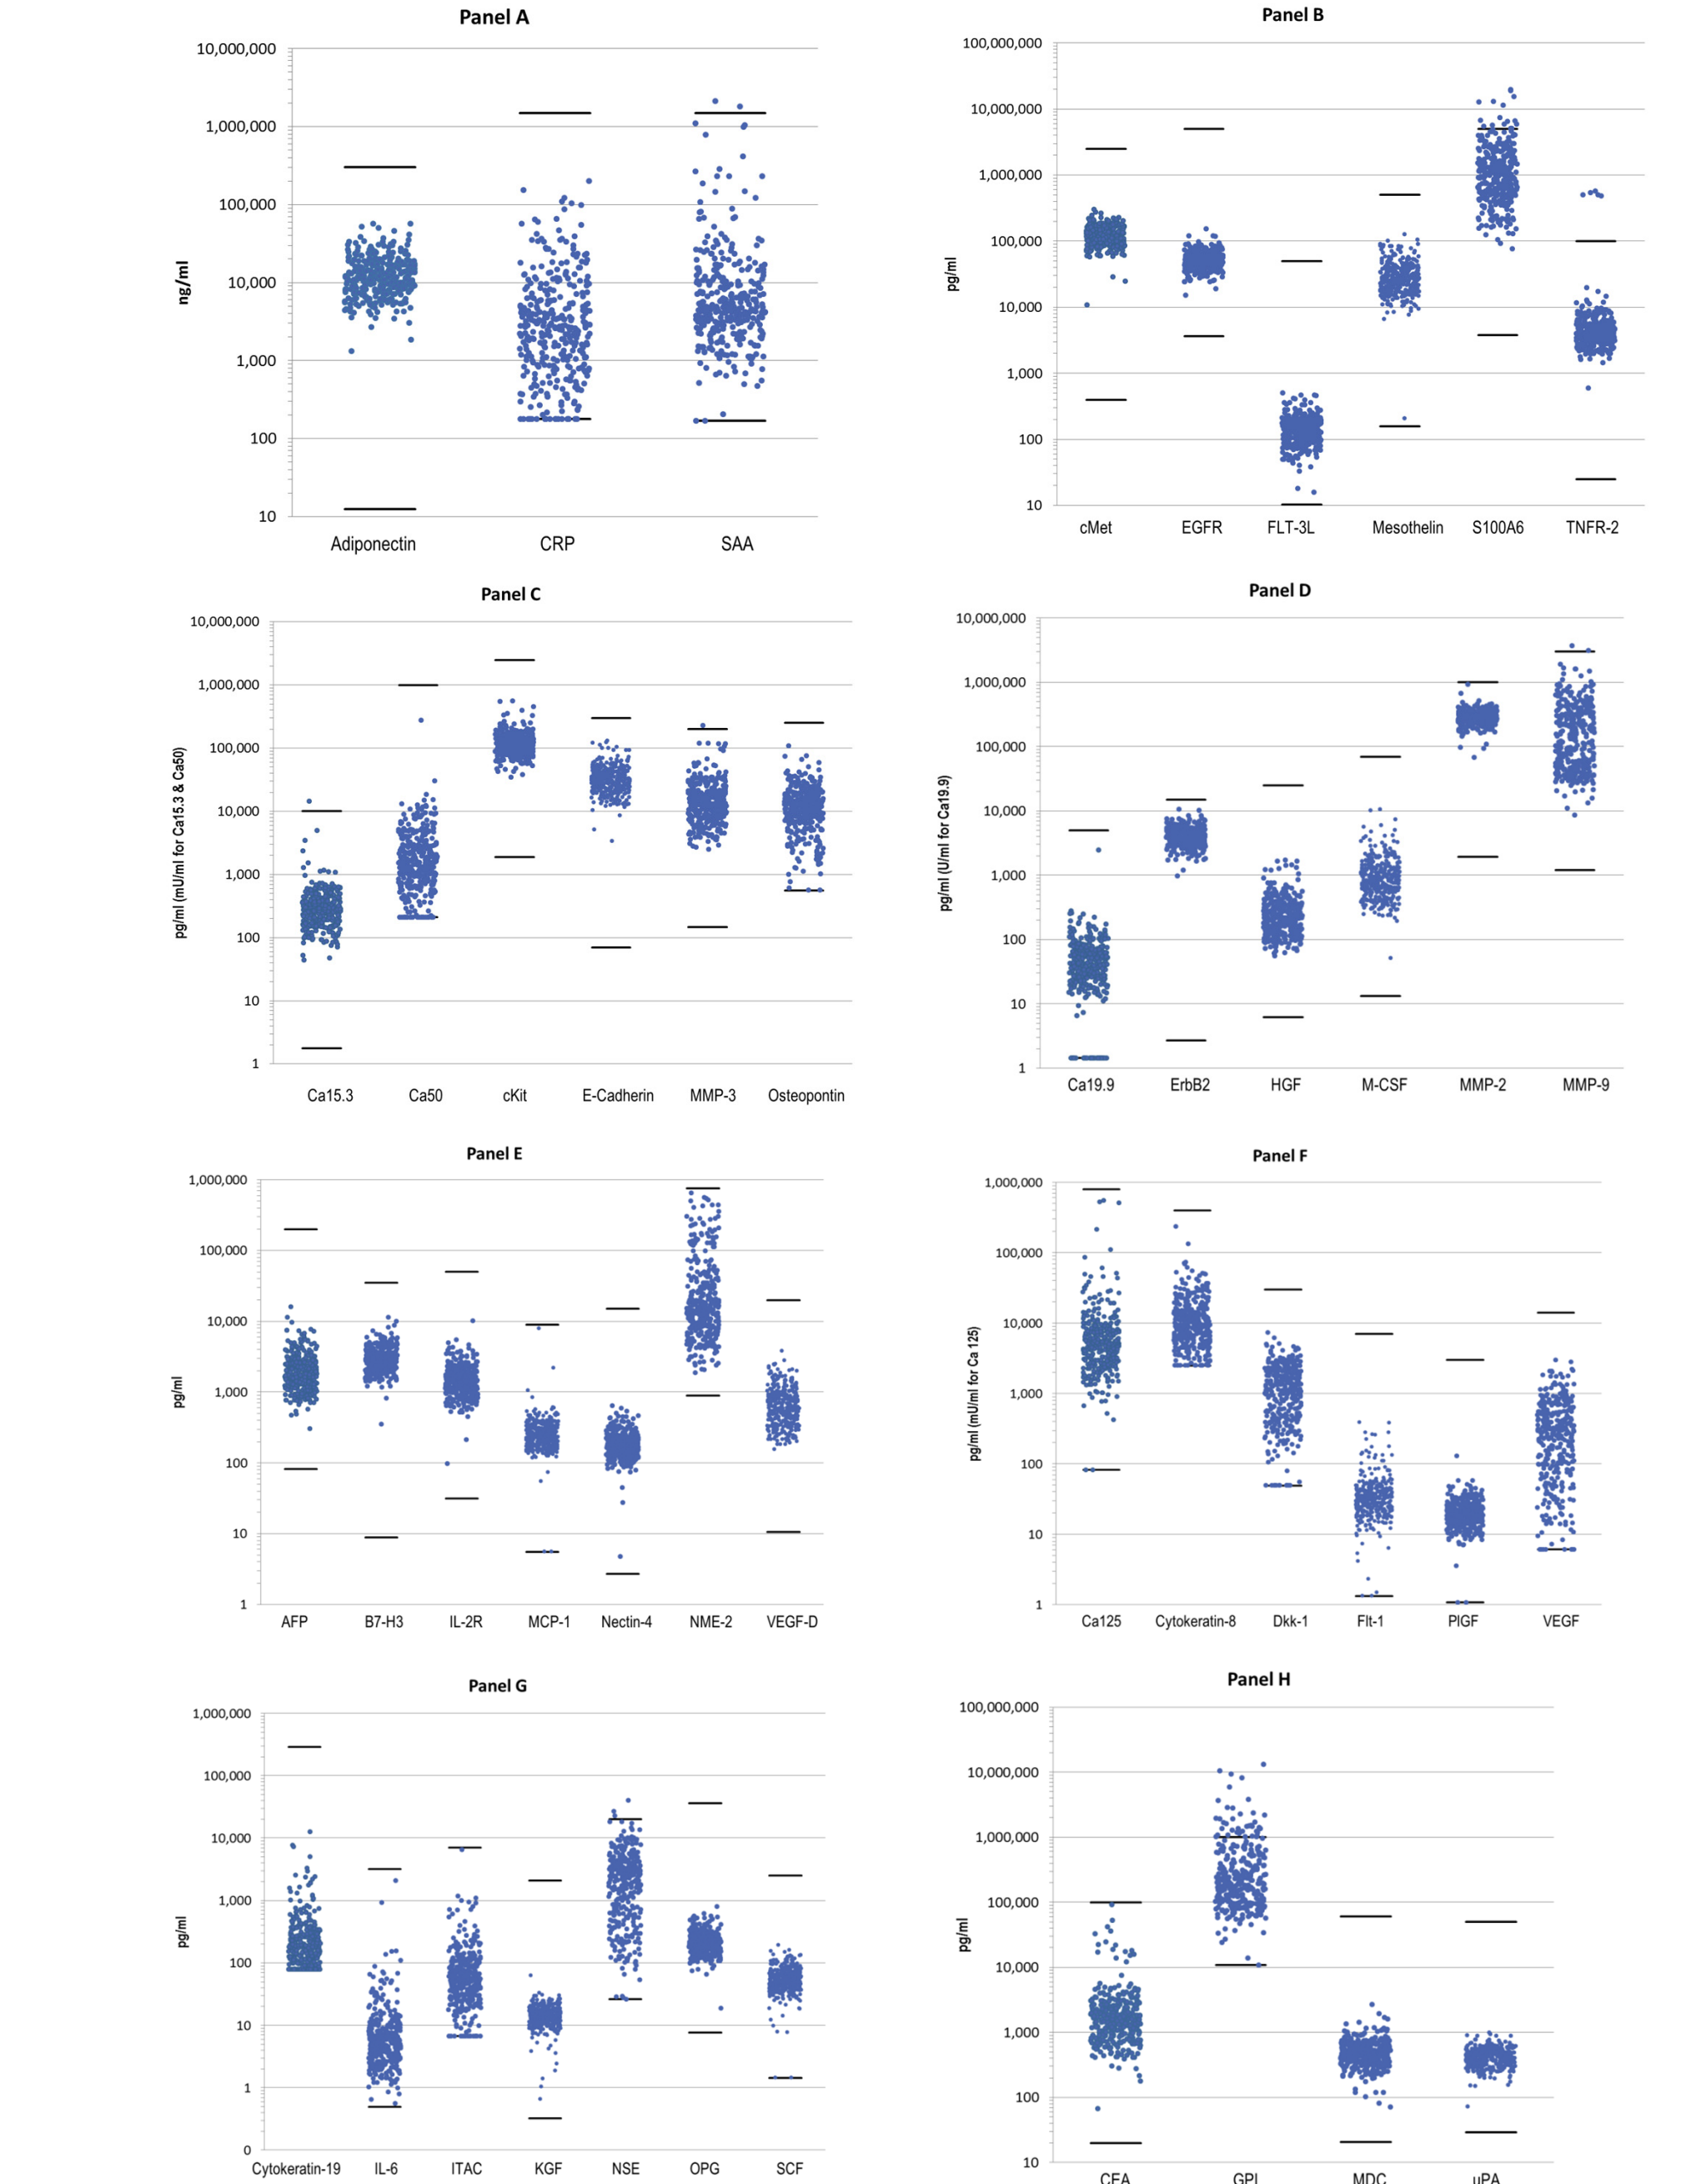 Panel A
10,000,000
1,000,000
100,000
10,000
1,000
100
10
ng/ml
Adiponectin CRP SAA
Panel B
100,000,000
10,000,000
1,000,000
100,000
10,000
1,000
100
10
pg/ml
cMet EGFR FLT-3L Mesothelin S100A6 TNFR-2
Panel C
10,000,000
1,000,000
100,000
10,000
1,000
100
10
1
pg/ml (mU/ml for Ca15.3 & Ca50)
Ca15.3 Ca50 cKit E-Cadherin MMP-3 Osteopontin
Panel D
10,000,000
1,000,000
100,000
10,000
1,000
100
10
1
pg/ml (U/ml for Ca19.9)
Ca19.9 ErbB2 HGF M-CSF MMP-2 MMP-9
Panel E
1,000,000
100,000
10,000
1,000
100
10
1
pg/ml
AFP B7-H3 IL-2R MCP-1 Nectin-4 NME-2 VEGF-D
Panel F
1,000,000
100,000
10,000
1,000
100
10
1
pg/ml (mU/ml for Ca 125)
Ca125 Cytokeratin-8 Dkk-1 Flt-1 PlGF VEGF
Panel G
1,000,000
100,000
10,000
1,000
100
10
1
0
pg/ml
Cytokeratin-19 IL-6 ITAC KGF NSE OPG SCF
Panel H
100,000,000
10,000,000
1,000,000
100,000
10,000
1,000
100
10
pg/ml
CEA GPI MDC uPA